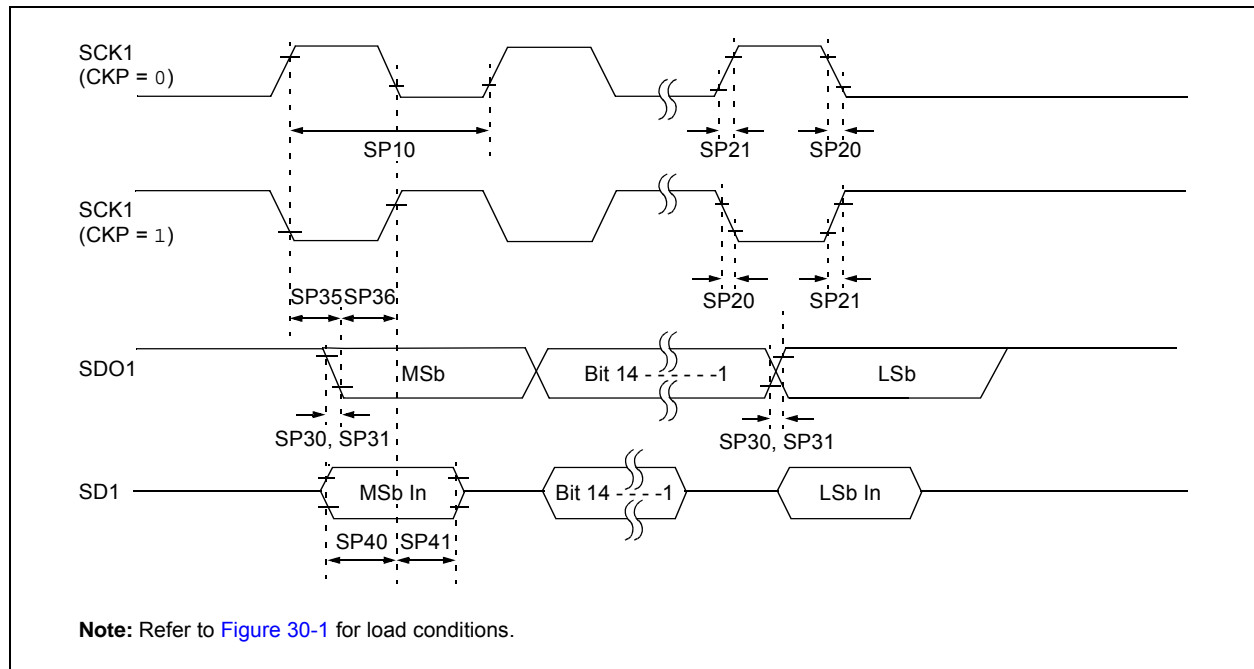 SCK1
(CKP = 0)
SP10
SP21
SP20
SCK1
(CKP = 1)
SP35 SP36
SP20
SP21
SDO1
MSb
Bit 14 - - - - - -1
LSb
SP30, SP31
SP30, SP31
SD1
MSb In
Bit 14 - - - -1
LSb In
SP40
SP41
Note: Refer to Figure 30-1 for load conditions.